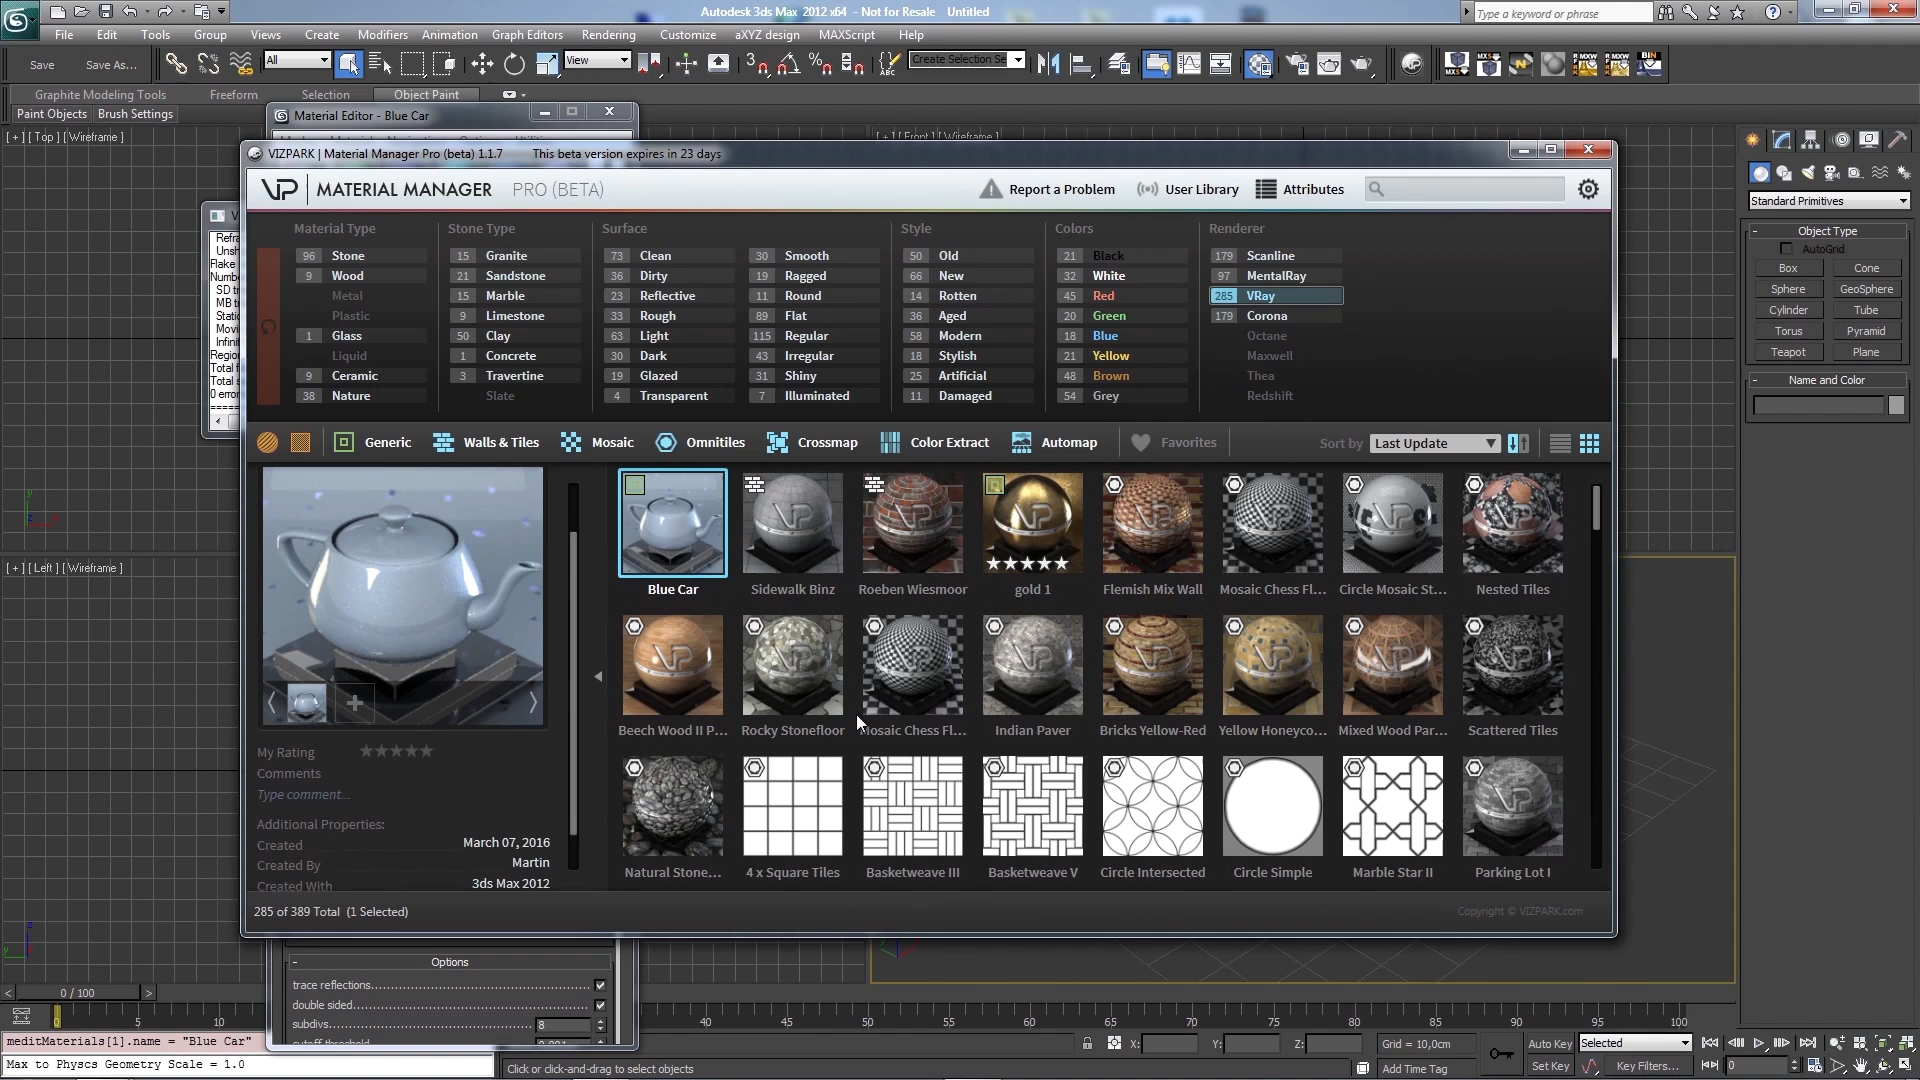 Autodesk 3ds Max 2012 x64 - Not for Resale Untitled
Type a keyword or phrase
File Edit Tools Group Views Create Modifiers Animation Graph Editors Rendering Customize aXYZ design MAXScript Help
Save Save As... All View Create Selection Se
Graphite Modeling Tools Freeform Selection Object Paint
Paint Objects Brush Settings
Material Editor - Blue Car
[ + ] [ Top ] [ Wireframe ]
[ + ] [ Front ] [ Wireframe ]
VIZPARK | Material Manager Pro (beta) 1.1.7 This beta version expires in 23 days
VP MATERIAL MANAGER PRO (BETA)
Report a Problem User Library Attributes
Material Type
96 Stone
9 Wood
Metal
Plastic
1 Glass
Liquid
9 Ceramic
38 Nature
Stone Type
15 Granite
21 Sandstone
15 Marble
9 Limestone
50 Clay
1 Concrete
3 Travertine
Slate
Surface
73 Clean
36 Dirty
23 Reflective
33 Rough
63 Light
30 Dark
19 Glazed
4 Transparent
30 Smooth
19 Ragged
11 Round
89 Flat
115 Regular
43 Irregular
31 Shiny
7 Illuminated
Style
50 Old
66 New
14 Rotten
36 Aged
58 Modern
18 Stylish
25 Artificial
11 Damaged
Colors
21 Black
32 White
45 Red
20 Green
18 Blue
21 Yellow
48 Brown
54 Grey
Renderer
179 Scanline
97 MentalRay
285 VRay
179 Corona
Octane
Maxwell
Thea
Redshift
Generic Walls & Tiles Mosaic Omnitiles Crossmap Color Extract Automap Favorites Sort by Last Update
Blue Car Sidewalk Binz Roeben Wiesmoor gold 1 Flemish Mix Wall Mosaic Chess Fl... Circle Mosaic St... Nested Tiles
Beech Wood II P... Rocky Stonefloor Mosaic Chess Fl... Indian Paver Bricks Yellow-Red Yellow Honeyco... Mixed Wood Par... Scattered Tiles
Natural Stone... 4 x Square Tiles Basketweave III Basketweave V Circle Intersected Circle Simple Marble Star II Parking Lot I
My Rating
Comments
Type comment...
Additional Properties:
Created March 07, 2016
Created By Martin
Created With 3ds Max 2012
285 of 389 Total (1 Selected)
Copyright © VIZPARK.com
Standard Primitives
Object Type
AutoGrid
Box Cone
Sphere GeoSphere
Cylinder Tube
Torus Pyramid
Teapot Plane
Name and Color
[ + ] [ Left ] [ Wireframe ]
Options
trace reflections
double sided
subdivs 8
0 / 100
0 5 10 40 45 50 55 60 65 70 75 80 85 90 95 100
meditMaterials[1].name = "Blue Car"
Max to Physcs Geometry Scale = 1.0
Click or click-and-drag to select objects
X: Y: Z: Grid = 10,0cm
Add Time Tag
Auto Key Selected
Set Key Key Filters... 0